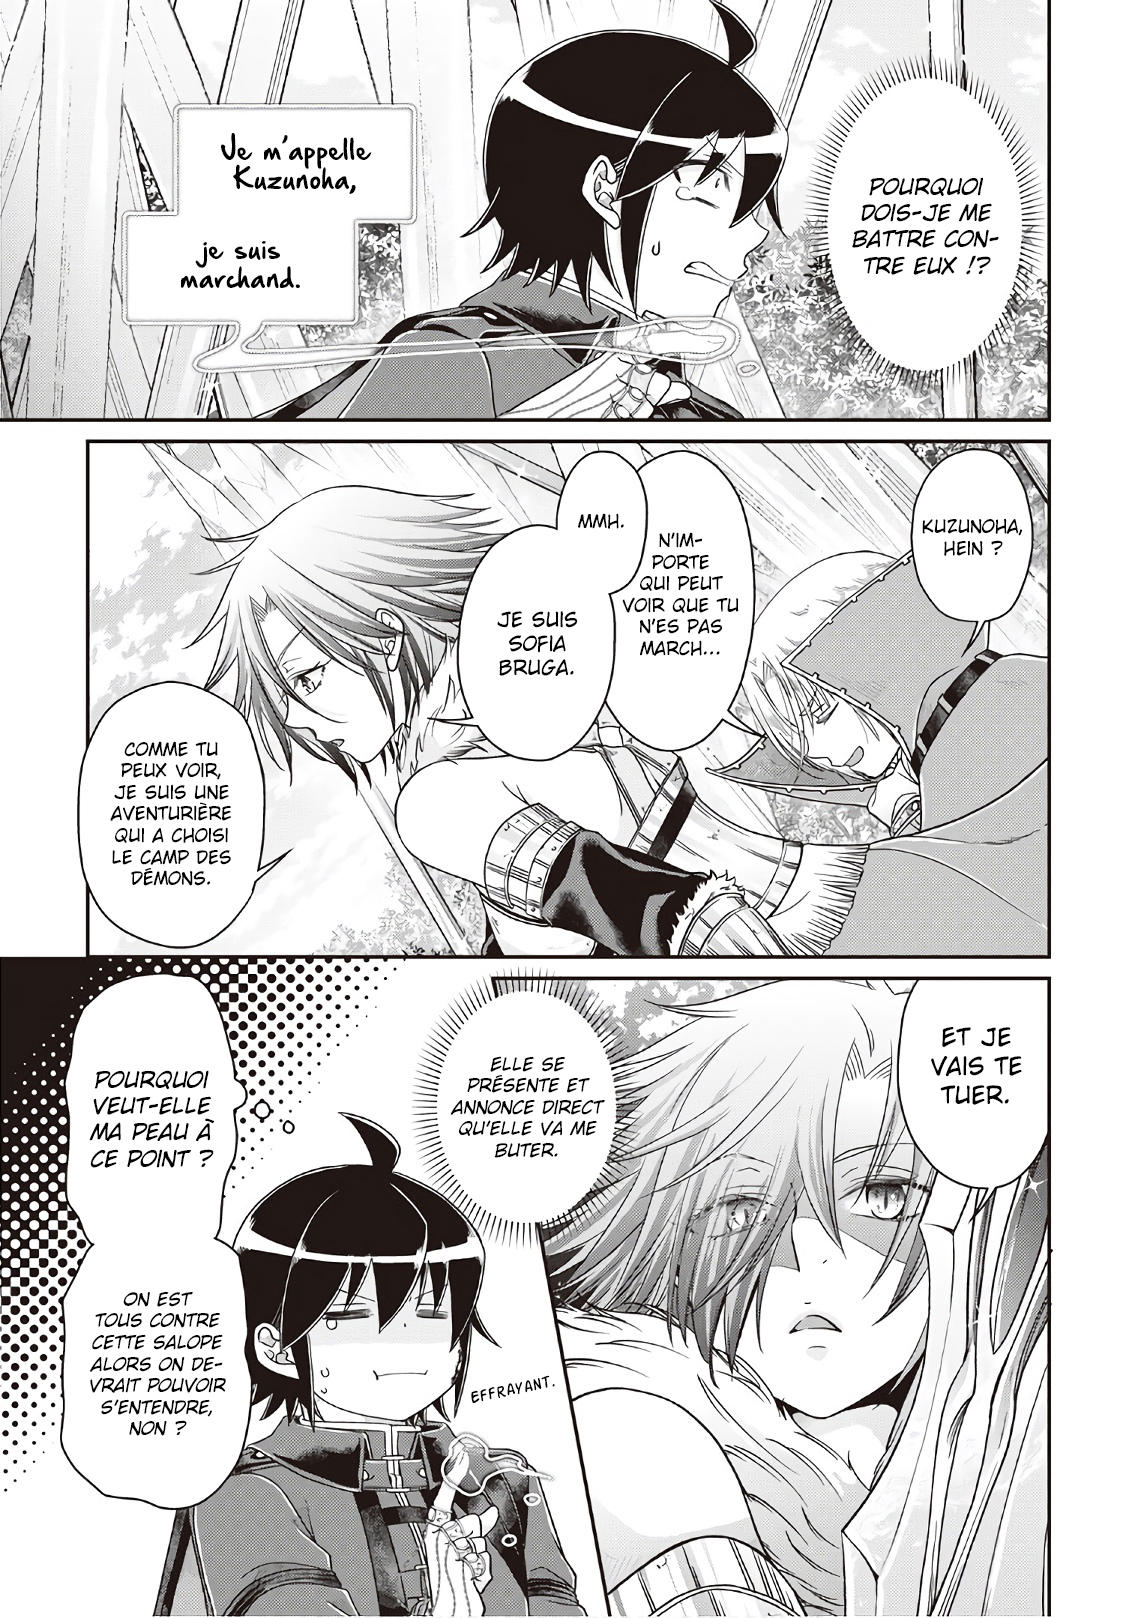 POURQUOI
DOIS-JE ME
BATTRE CON-
TRE EUX !?
Je m'appelle
Kuzunoha,
je suis
marchand.
KUZUNOHA,
HEIN ?
N'IM-
PORTE
QUI PEUT
VOIR QUE TU
N'ES PAS
MARCH...
MMH.
JE SUIS
SOFIA
BRUGA.
COMME TU
PEUX VOIR,
JE SUIS UNE
AVENTURIÈRE
QUI A CHOISI
LE CAMP DES
DÉMONS.
ET JE
VAIS TE
TUER.
ELLE SE
PRÉSENTE ET
ANNONCE DIRECT
QU'ELLE VA ME
BUTER.
POURQUOI
VEUT-ELLE
MA PEAU À
CE POINT ?
ON EST
TOUS CONTRE
CETTE SALOPE
ALORS ON DE-
VRAIT POUVOIR
S'ENTENDRE,
NON ?
EFFRAYANT.